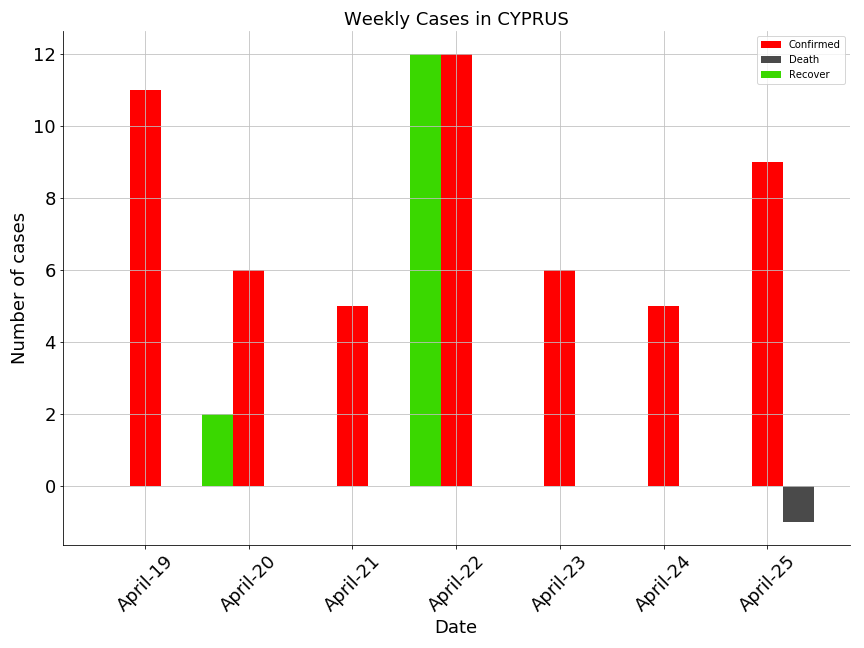 Weekly Cases in CYPRUS
Confirmed
Death
Recover
Number of cases
12
10
8
6
4
2
0
April-19
April-20
April-21
April-22
April-23
April-24
April-25
Date